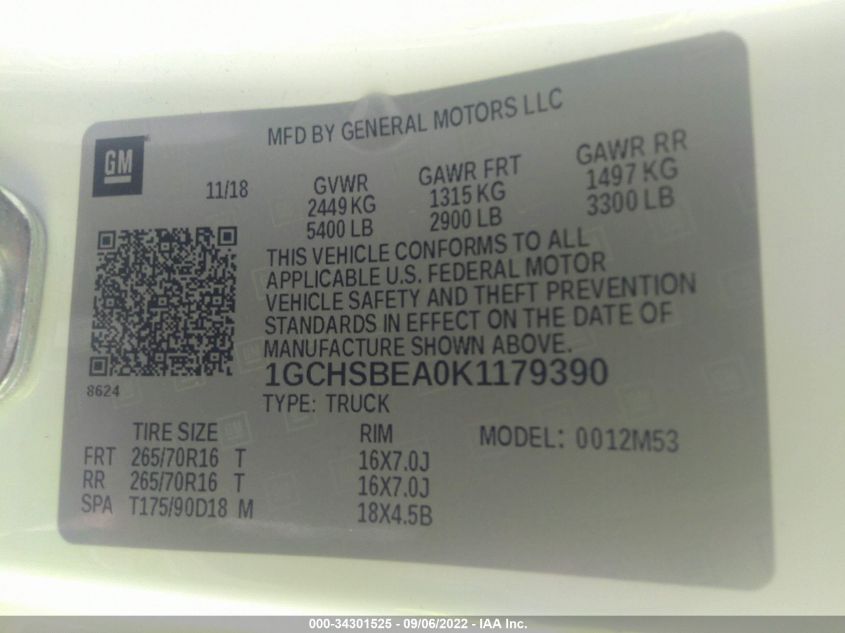 MFD BY GENERAL MOTORS LLC
GM
11/18
GVWR
2449 KG
5400 LB
GAWR FRT
1315 KG
2900 LB
GAWR RR
1497 KG
3300 LB
THIS VEHICLE CONFORMS TO ALL
APPLICABLE U.S. FEDERAL MOTOR
VEHICLE SAFETY AND THEFT PREVENTION
STANDARDS IN EFFECT ON THE DATE OF
MANUFACTURE SHOWN ABOVE.
8624
1GCHSBEA0K1179390
TYPE: TRUCK
MODEL: 0012M53
TIRE SIZE RIM
FRT 265/70R16 T 16X7.0J
RR 265/70R16 T 16X7.0J
SPA T175/90D18 M 18X4.5B
000-34301525 - 09/06/2022 - IAA Inc.